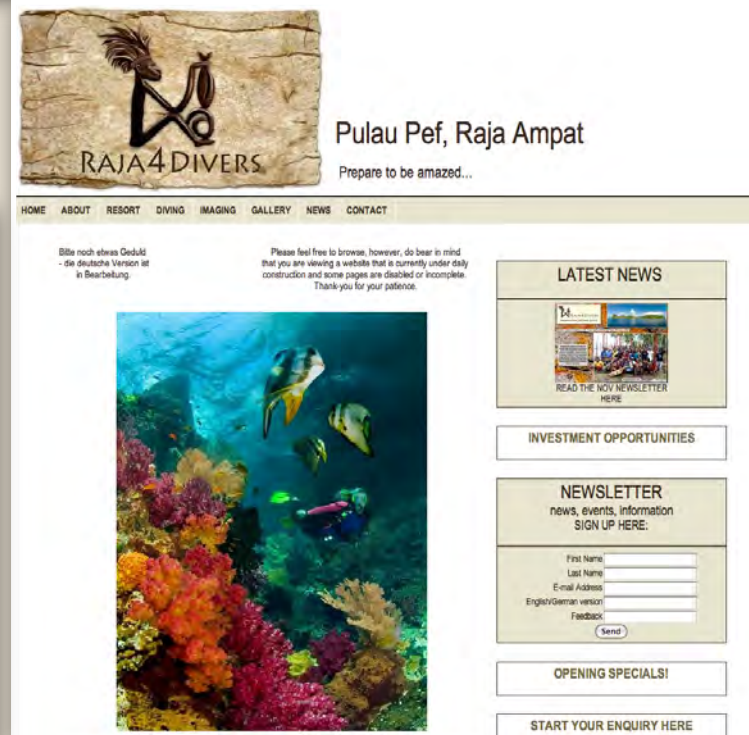 RAJA4DIVERS
Pulau Pef, Raja Ampat
Prepare to be amazed...
HOME ABOUT RESORT DIVING IMAGING GALLERY NEWS CONTACT
Bitte noch etwas Geduld
- die deutsche Version ist
in Bearbeitung.
Please feel free to browse, however, do bear in mind
that you are viewing a website that is currently under daily
construction and some pages are disabled or incomplete.
Thank-you for your patience.
LATEST NEWS
READ THE NOV NEWSLETTER
HERE
INVESTMENT OPPORTUNITIES
NEWSLETTER
news, events, information
SIGN UP HERE:
First Name
Last Name
E-mail Address
English/German version
Feedback
Send
OPENING SPECIALS!
START YOUR ENQUIRY HERE